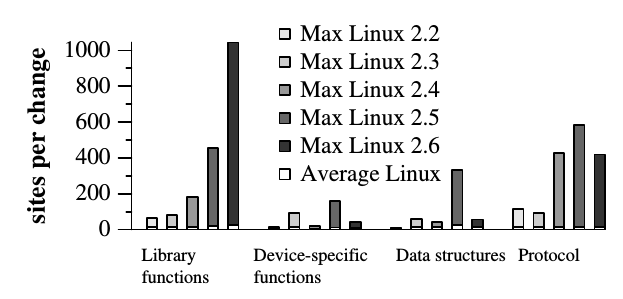 sites per change
1000
800
600
400
200
0
Max Linux 2.2
Max Linux 2.3
Max Linux 2.4
Max Linux 2.5
Max Linux 2.6
Average Linux
Library
functions
Device-specific
functions
Data structures
Protocol